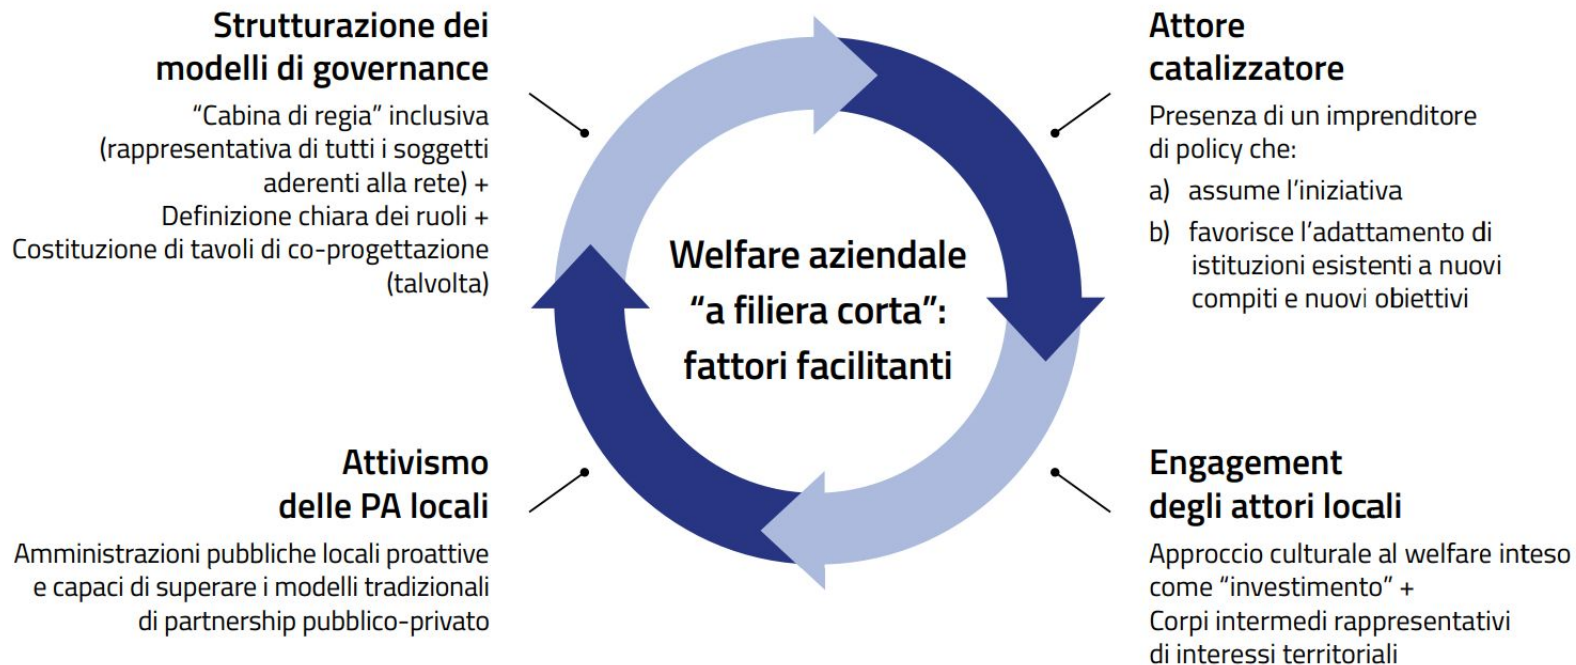 Strutturazione dei
modelli di governance
“Cabina di regia” inclusiva
(rappresentativa di tutti i soggetti
aderenti alla rete) +
Definizione chiara dei ruoli +
Costituzione di tavoli di co-progettazione
(talvolta)
Attore
catalizzatore
Presenza di un imprenditore
di policy che:
a) assume l’iniziativa
b) favorisce l’adattamento di
istituzioni esistenti a nuovi
compiti e nuovi obiettivi
Welfare aziendale
“a filiera corta”:
fattori facilitanti
Attivismo
delle PA locali
Amministrazioni pubbliche locali proattive
e capaci di superare i modelli tradizionali
di partnership pubblico-privato
Engagement
degli attori locali
Approccio culturale al welfare inteso
come “investimento” +
Corpi intermedi rappresentativi
di interessi territoriali